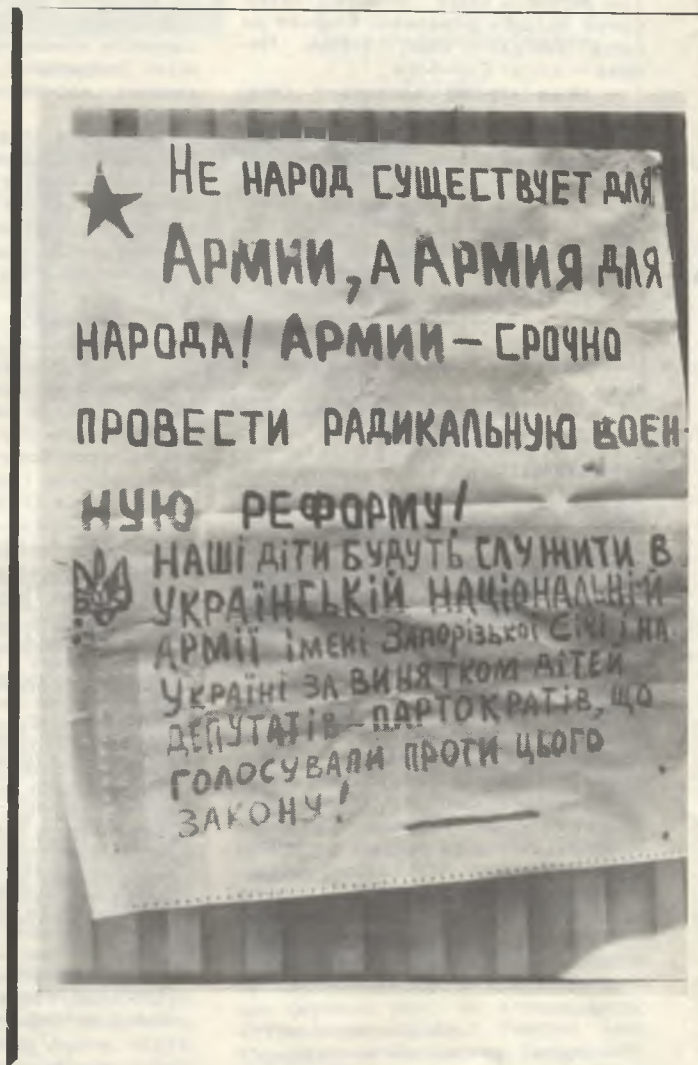 Не народ существует для
Армии, а Армия для
народа! Армии – срочно
провести радикальную воен-
ную реформу!
Наші діти будуть служити в
Українській національній
армії імені Запорізької Січі і на
Україні за винятком дітей
депутатів – партократів, що
голосували проти цього
закону!